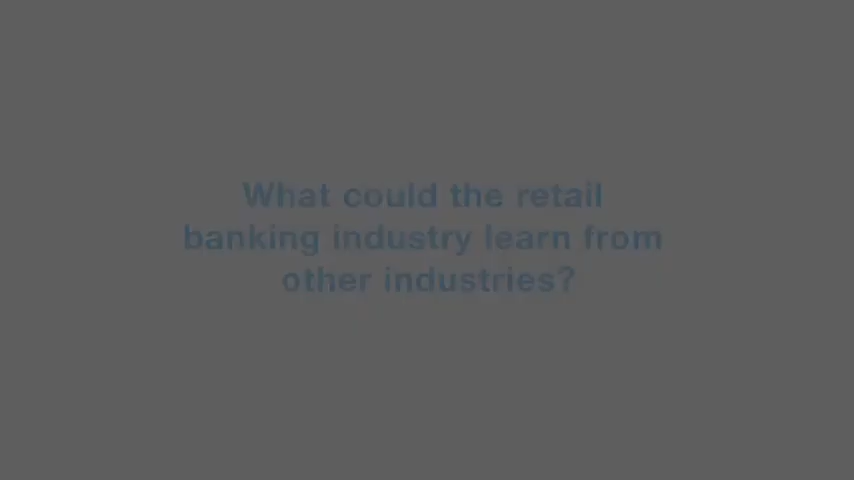 What could the retail
banking industry learn from
other industries?